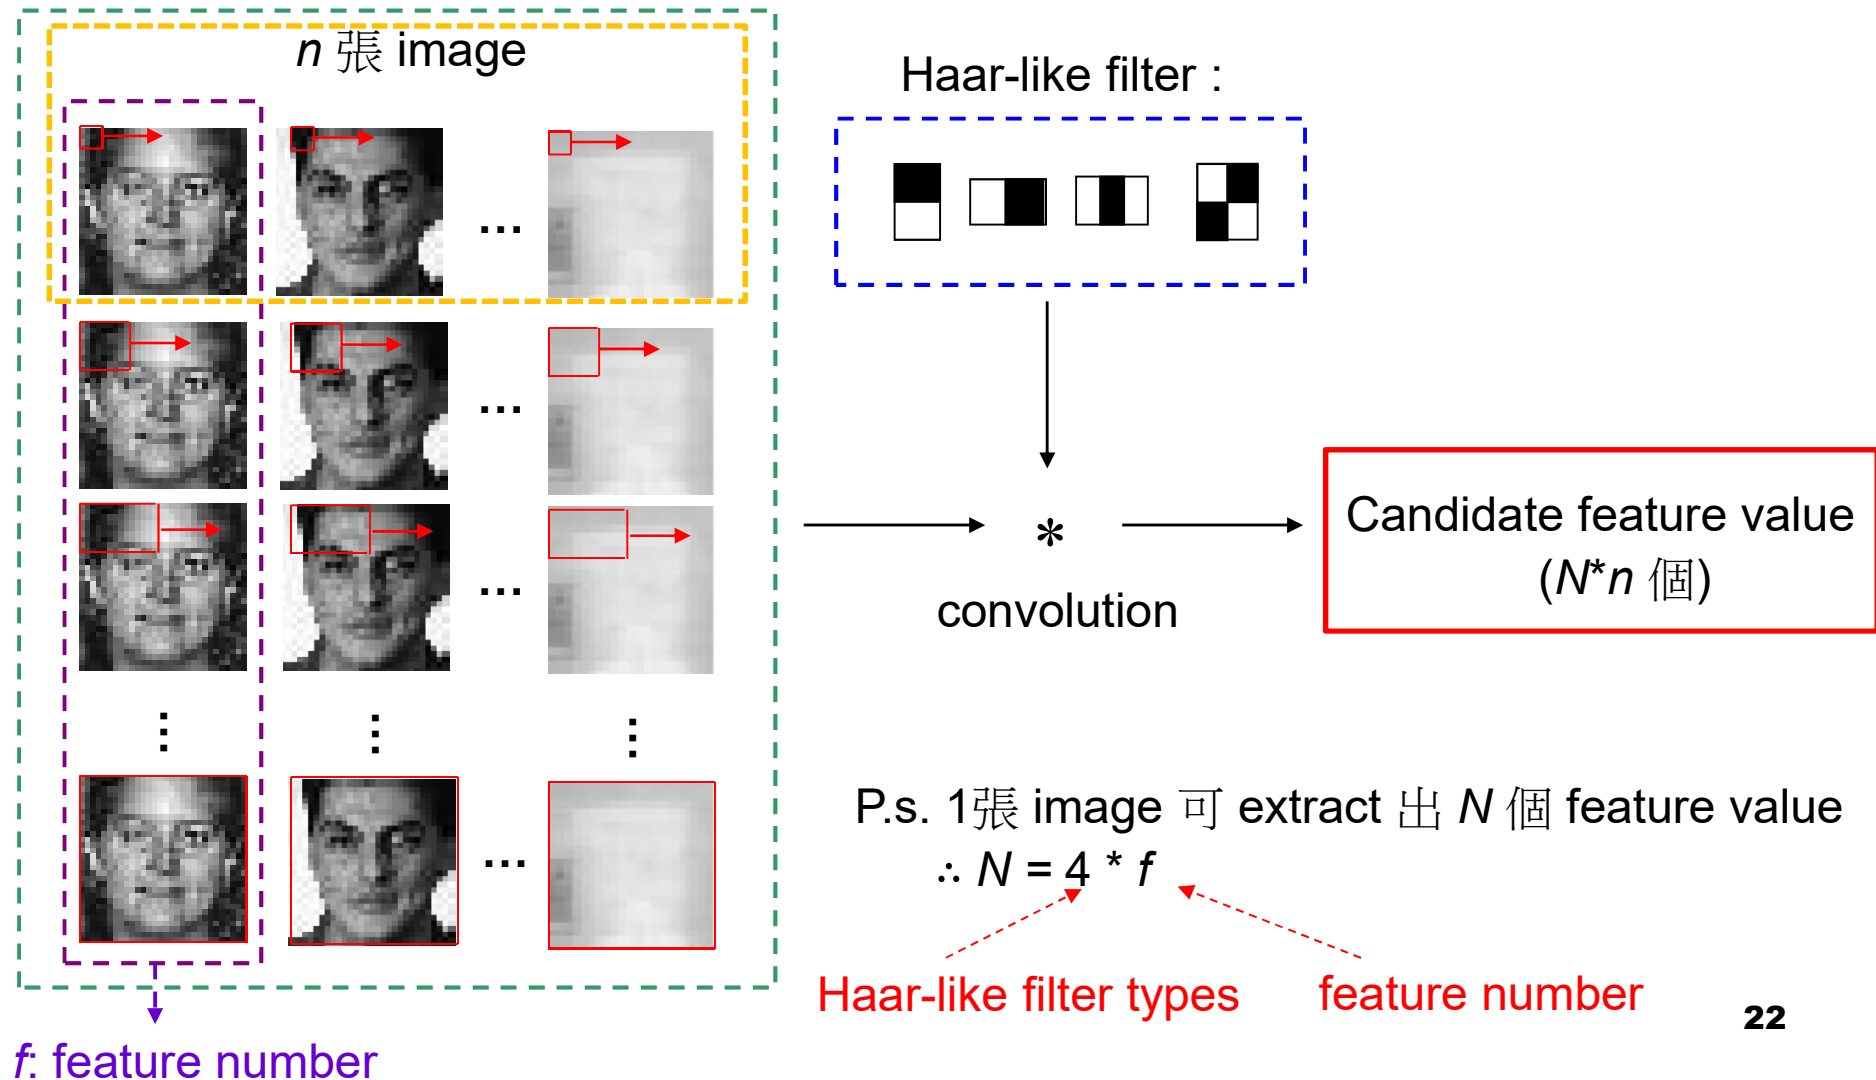 n 張 image
Haar-like filter :
...
...
*
convolution
Candidate feature value
(N*n 個)
...
⋮
⋮
⋮
...
P.s. 1張 image 可 extract 出 N 個 feature value
∴ N = 4 * f
Haar-like filter types
feature number
22
f: feature number